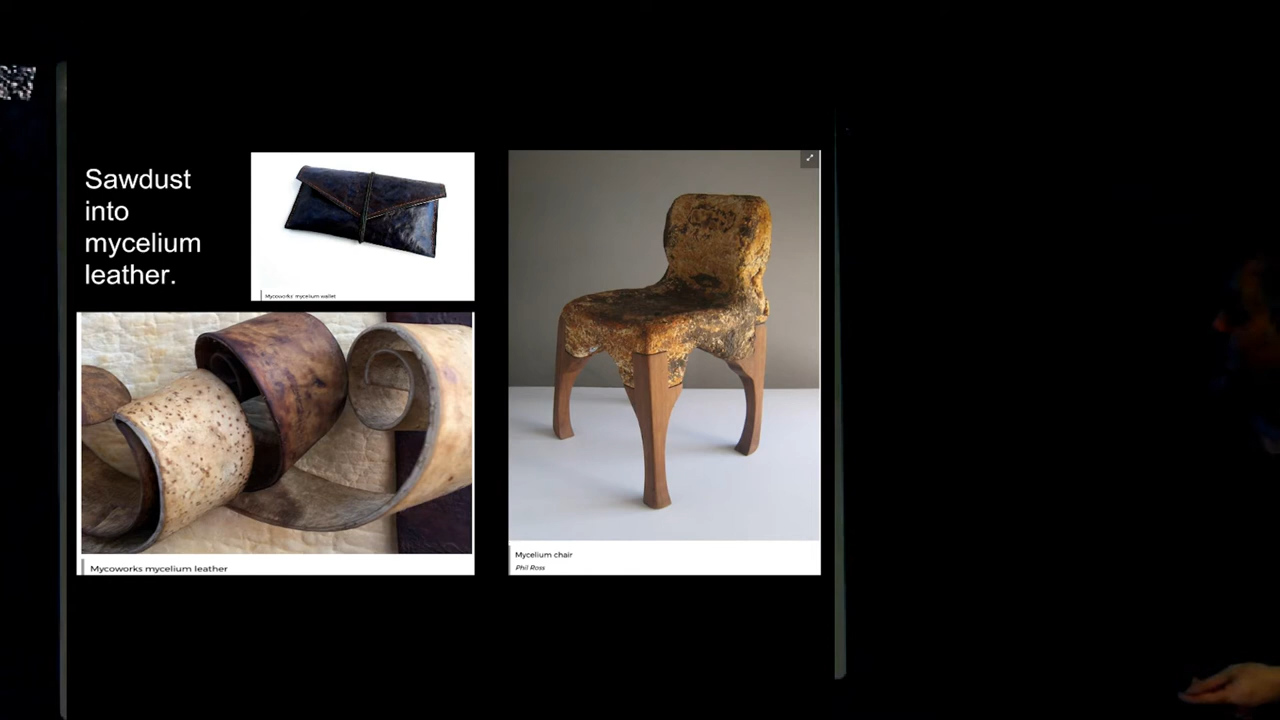 Sawdust
into
mycelium
leather.
Mycoworks mycelium wallet
Mycoworks mycelium leather
Mycelium chair
Phil Ross